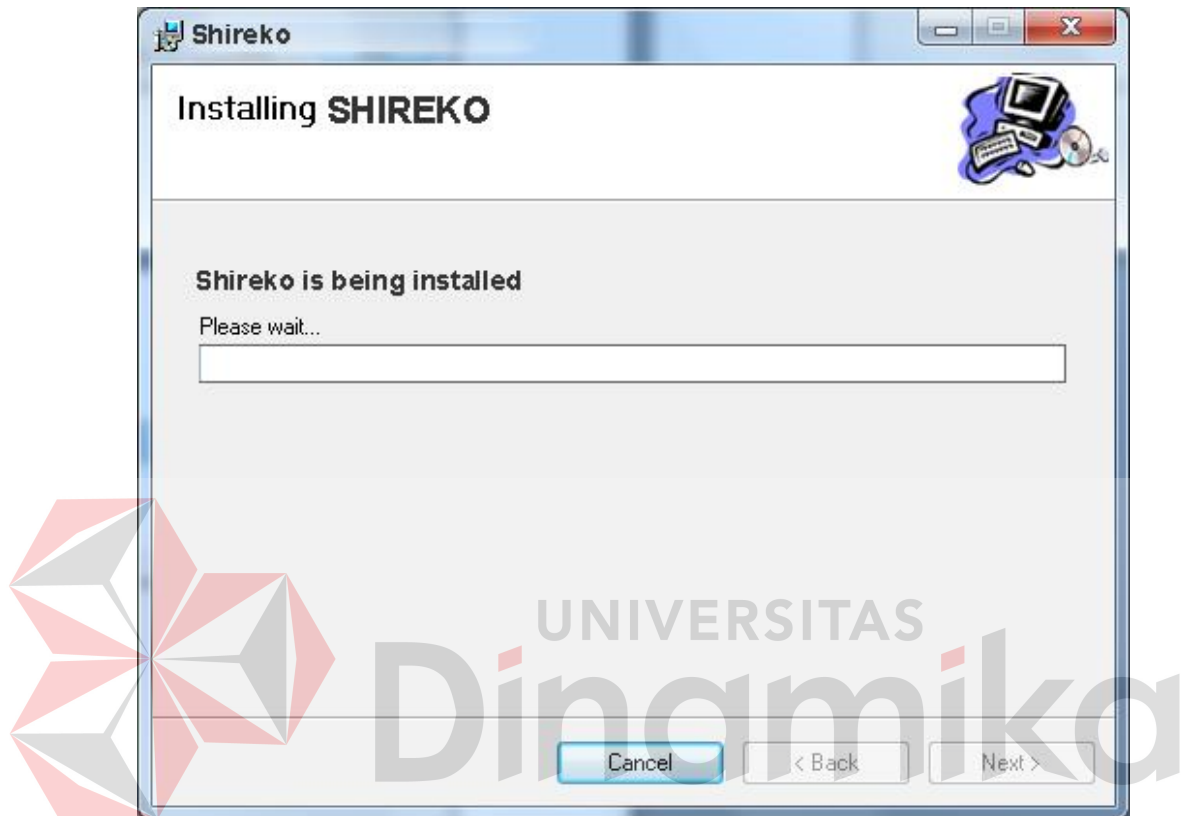 Shireko
Installing SHIREKO
Shireko is being installed
Please wait...
UNIVERSITAS
Dinamika
Cancel
< Back
Next >